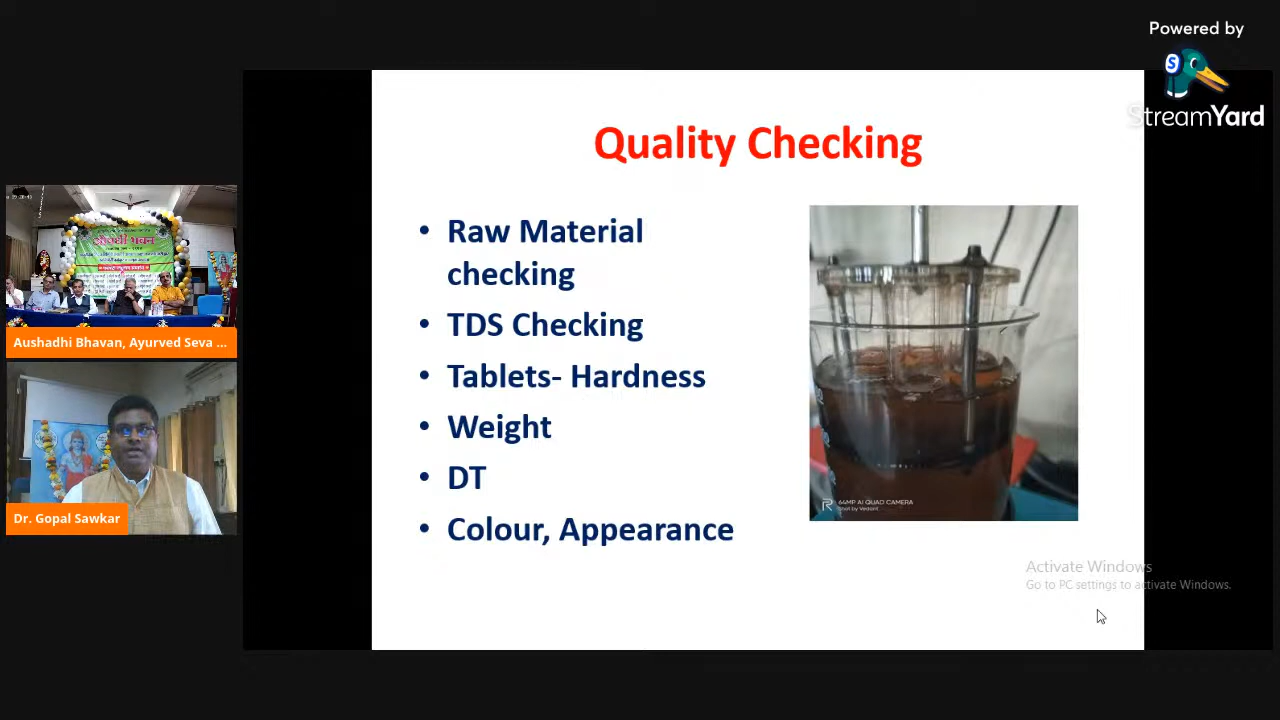 Powered by
StreamYard
Quality Checking
• Raw Material
checking
• TDS Checking
• Tablets- Hardness
• Weight
• DT
• Colour, Appearance
64MP AI QUAD CAMERA
Shot by Vedant
Activate Windows
Go to PC settings to activate Windows.
औषधी भवन
Aushadhi Bhavan, Ayurved Seva ...
Dr. Gopal Sawkar